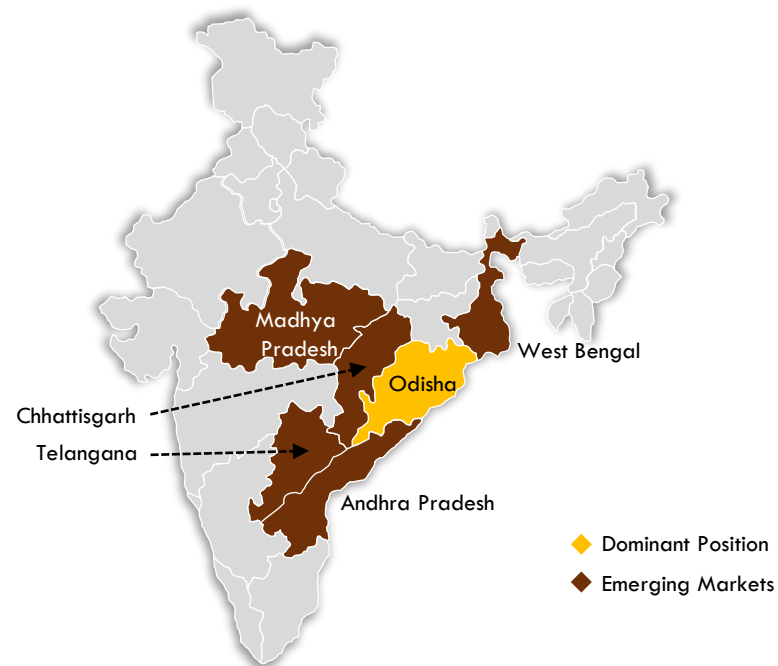 Madhya
Pradesh
West Bengal
Odisha
Chhattisgarh
Telangana
Andhra Pradesh
Dominant Position
Emerging Markets